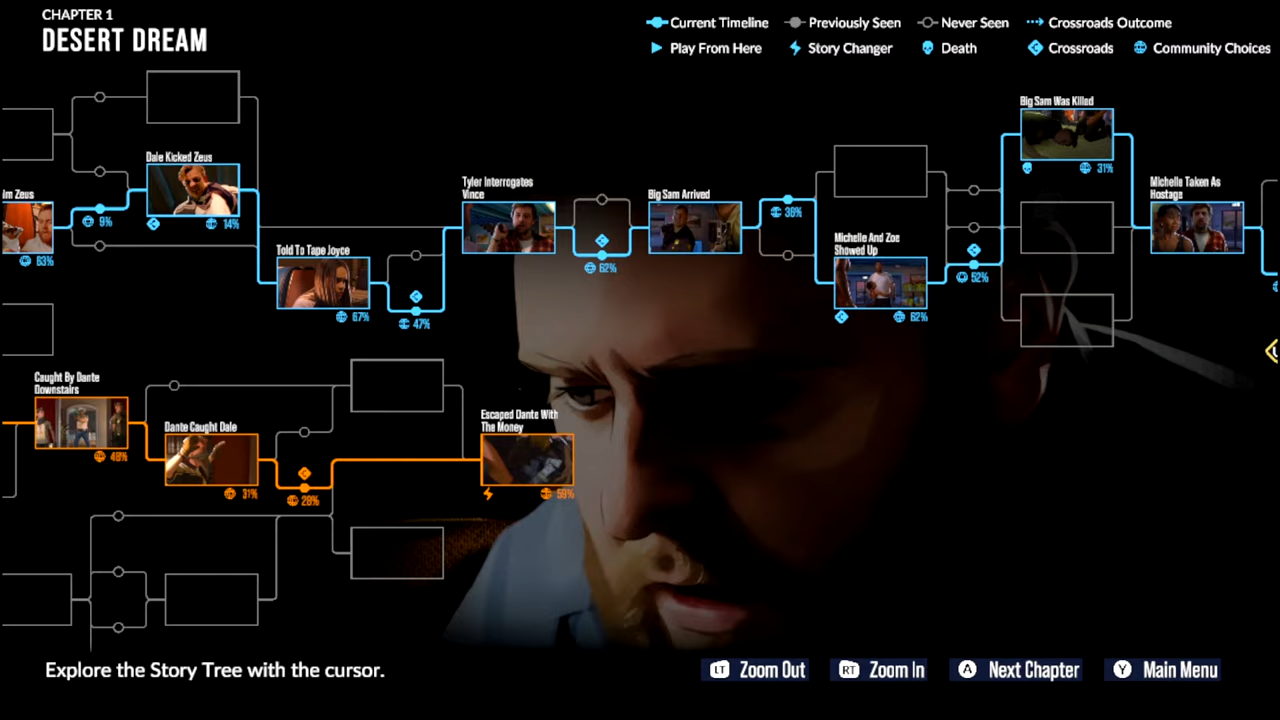 CHAPTER 1
DESERT DREAM
Current Timeline
Previously Seen
Never Seen
Crossroads Outcome
Play From Here
Story Changer
Death
Crossroads
Community Choices
Big Sam Was Killed
31%
Dale Kicked Zeus
14%
9%
Zeus
63%
Tyler Interrogates
Vince
62%
Big Sam Arrived
38%
Michelle And Zoe
Showed Up
62%
52%
Michelle Taken As
Hostage
Told To Tape Joyce
67%
47%
Caught By Dante
Downstairs
48%
Dante Caught Dale
31%
28%
Escaped Dante With
The Money
59%
Explore the Story Tree with the cursor.
LT Zoom Out
RT Zoom In
A Next Chapter
Y Main Menu